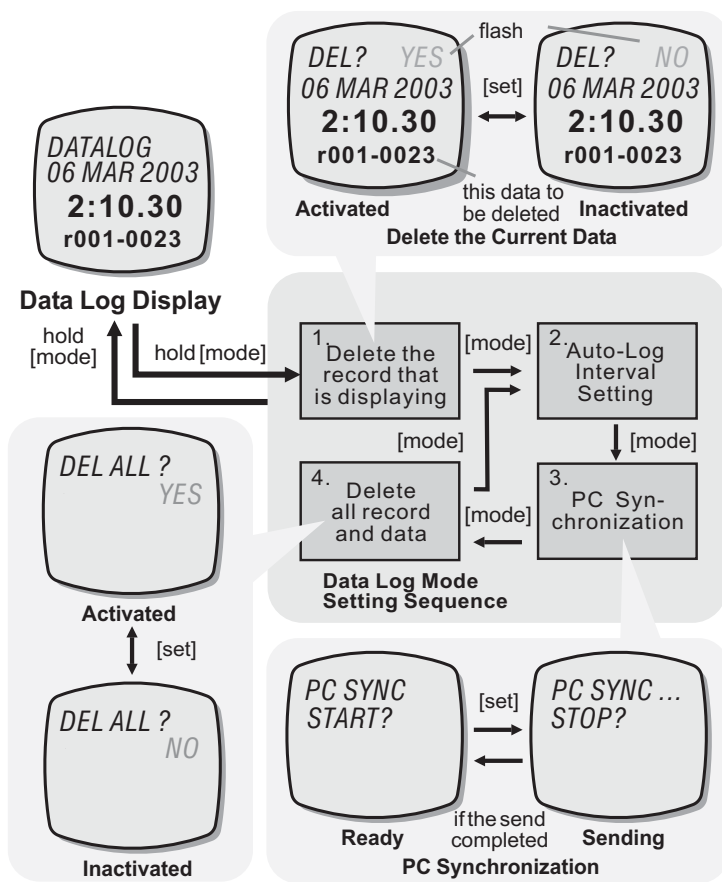 flash
DEL? YES
06 MAR 2003
2:10.30
r001-0023
[set]
DEL? NO
06 MAR 2003
2:10.30
r001-0023
Activated
this data to
be deleted
Inactivated
Delete the Current Data
DATALOG
06 MAR 2003
2:10.30
r001-0023
Data Log Display
hold
[mode]
hold [mode]
1.
Delete the
record that
is displaying
[mode]
2.
Auto-Log
Interval
Setting
[mode]
[mode]
3.
PC Syn-
chronization
[mode]
4.
Delete
all record
and data
Data Log Mode
Setting Sequence
DEL ALL ?
YES
Activated
[set]
DEL ALL ?
NO
Inactivated
PC SYNC
START?
[set]
PC SYNC ...
STOP?
if the send
completed
Ready
Sending
PC Synchronization